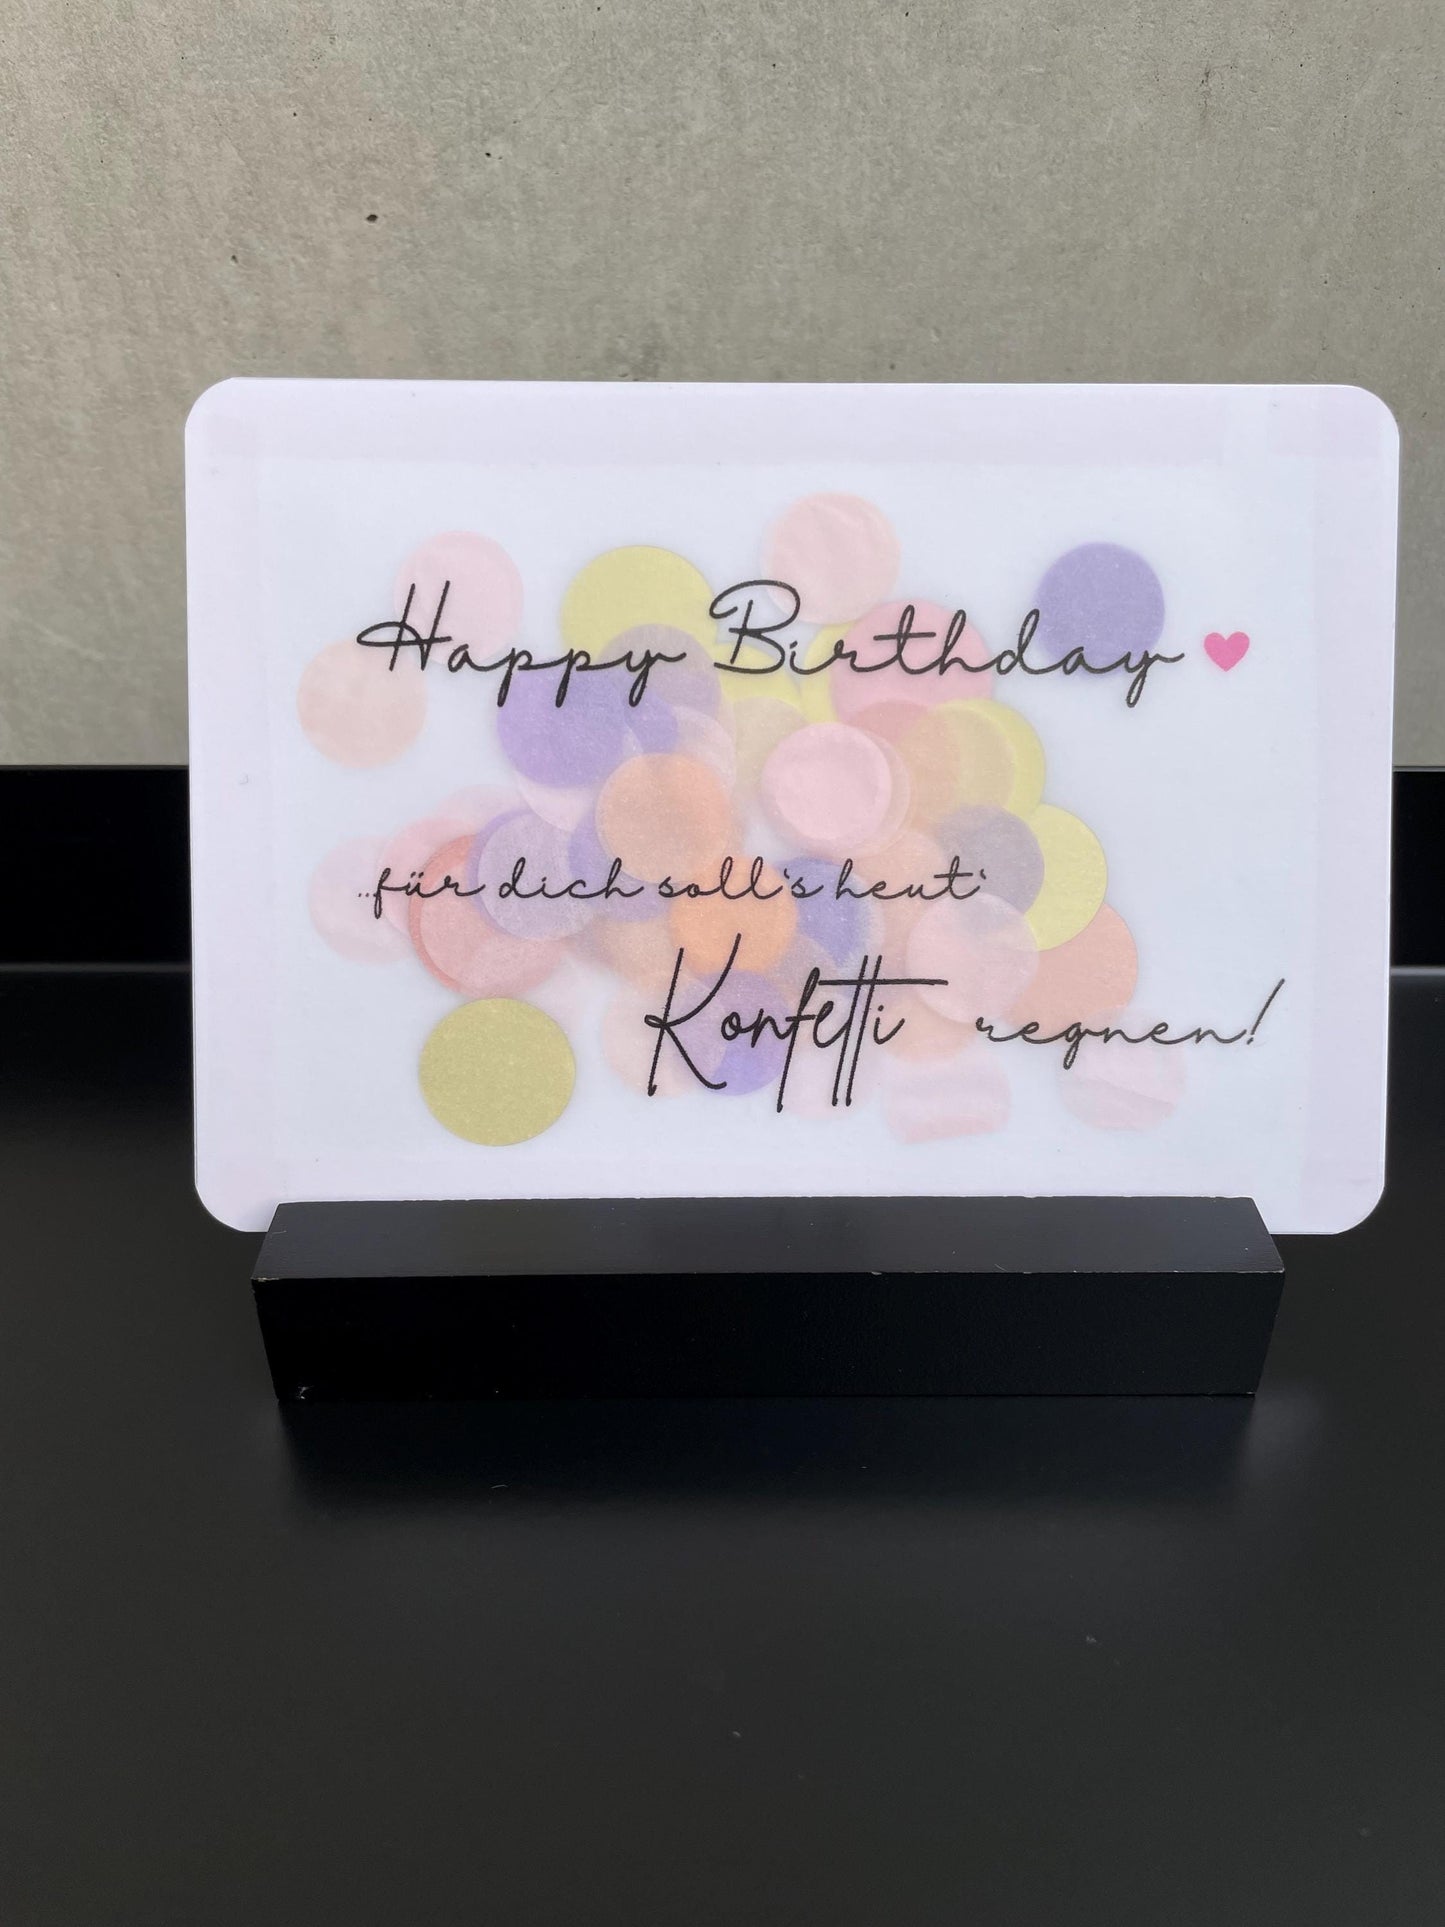 Happy Birthday ♥
..für dich soll's heut'
Konfetti regnen!